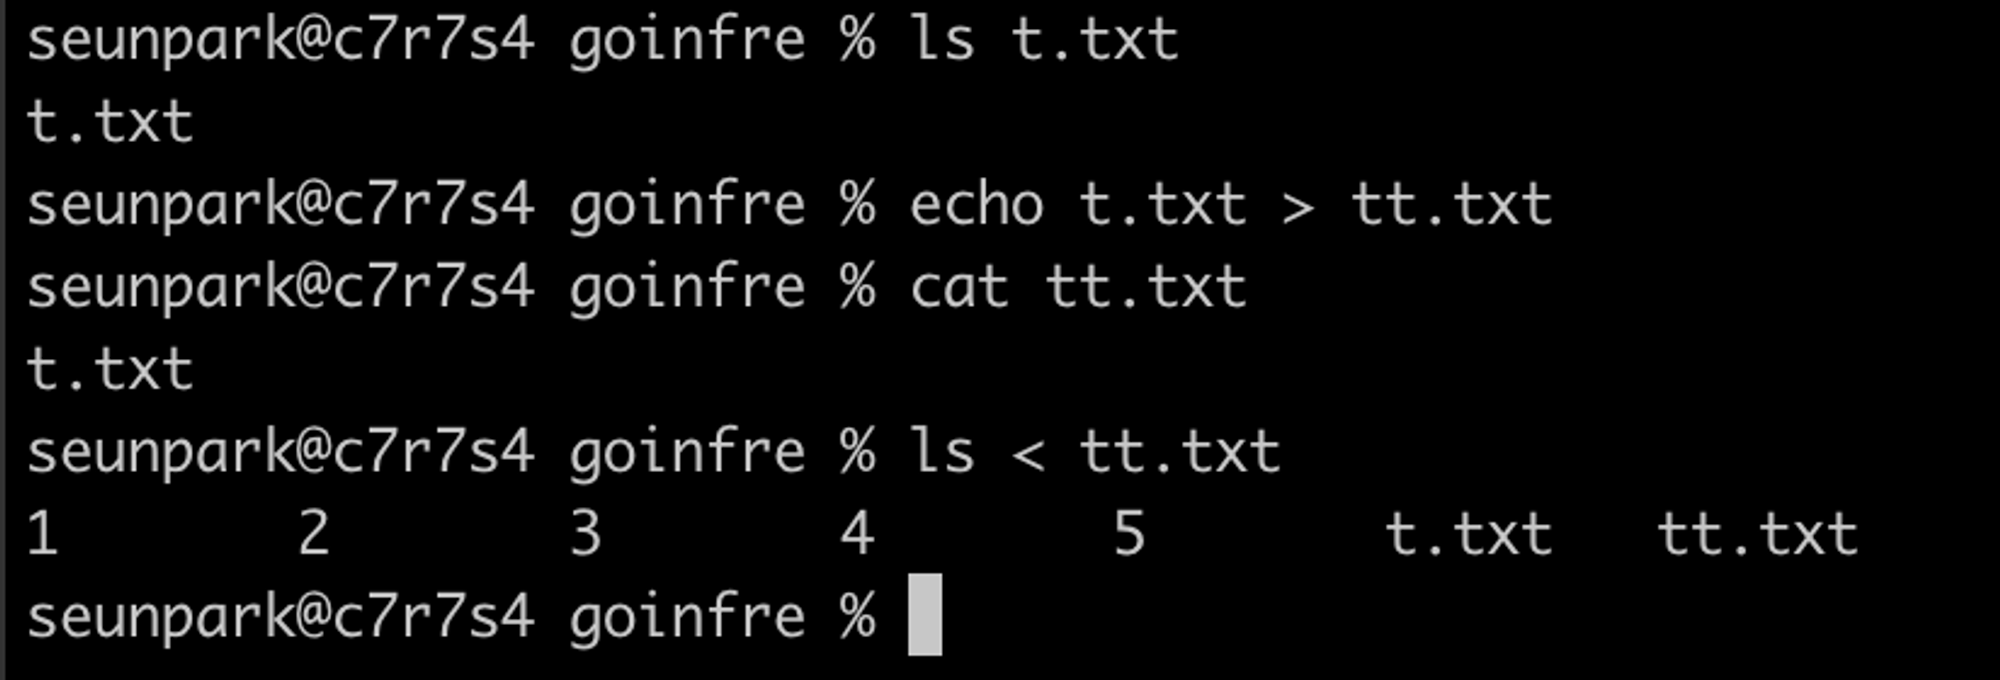 seunpark@c7r7s4 goinfre % ls t.txt
t.txt
seunpark@c7r7s4 goinfre % echo t.txt > tt.txt
seunpark@c7r7s4 goinfre % cat tt.txt
t.txt
seunpark@c7r7s4 goinfre % ls < tt.txt
1 2 3 4 5 t.txt tt.txt
seunpark@c7r7s4 goinfre %